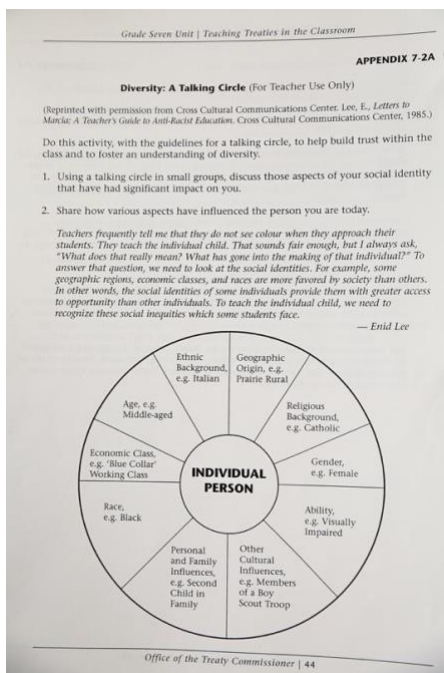 Grade Seven Unit | Teaching Treaties in the Classroom
APPENDIX 7-2A
Diversity: A Talking Circle (For Teacher Use Only)
(Reprinted with permission from Cross Cultural Communications Center. Lee, E., Letters to
Marcia: A Teacher's Guide to Anti-Racist Education. Cross Cultural Communications Center, 1985.)
Do this activity, with the guidelines for a talking circle, to help build trust within the
class and to foster an understanding of diversity.
1. Using a talking circle in small groups, discuss those aspects of your social identity
that have had significant impact on you.
2. Share how various aspects have influenced the person you are today.
Teachers frequently tell me that they do not see colour when they approach their
students. They teach the individual child. That sounds fair enough, but I always ask,
"What does that really mean? What has gone into the making of that individual?" To
answer that question, we need to look at the social identities. For example, some
geographic regions, economic classes, and races are more favored by society than others.
In other words, the social identities of some individuals provide them with greater access
to opportunity than other individuals. To teach the individual child, we need to
recognize these social inequities which some students face.
— Enid Lee
Ethnic
Background,
e.g. Italian
Geographic
Origin, e.g.
Prairie Rural
Age, e.g.
Middle-aged
Religious
Background,
e.g. Catholic
Economic Class,
e.g. 'Blue Collar'
Working Class
INDIVIDUAL
PERSON
Gender,
e.g. Female
Race,
e.g. Black
Ability,
e.g. Visually
Impaired
Personal
and Family
Influences,
e.g. Second
Child in
Family
Other
Cultural
Influences,
e.g. Members
of a Boy
Scout Troop
Office of the Treaty Commissioner | 44